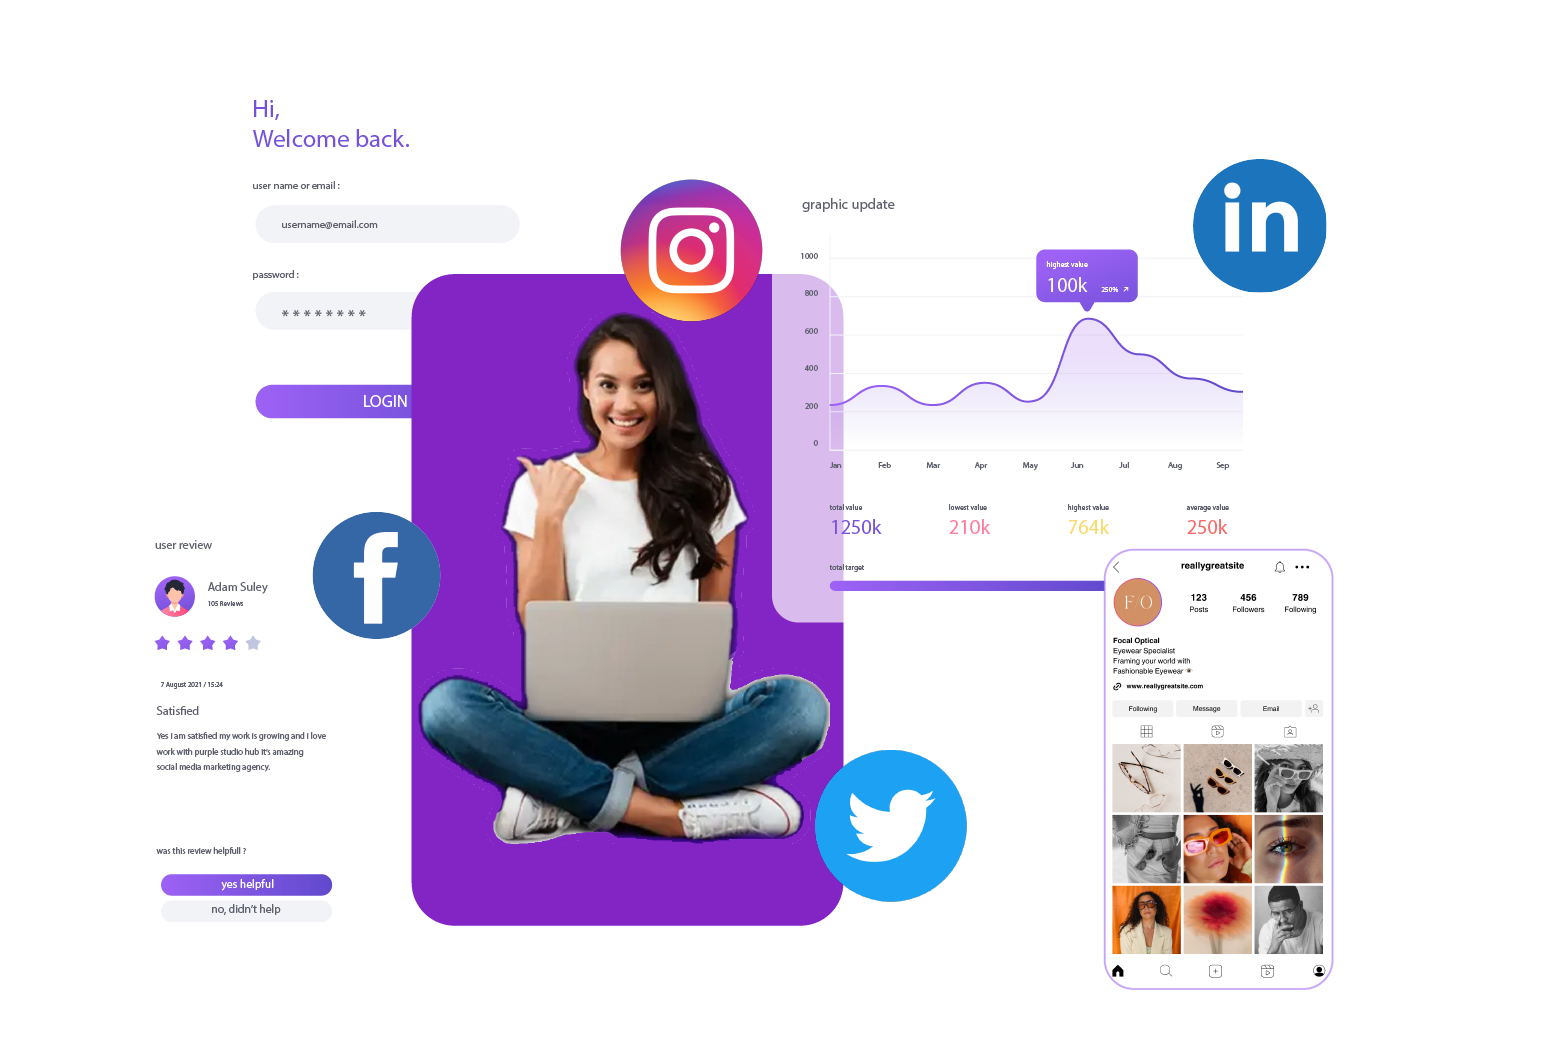 Hi,
Welcome back.
user name or email :
username@email.com
password :
* * * * * * * *
LOGIN
graphic update
in
1000
800
600
400
200
0
highest value
100k 250%
Jan Feb Mar Apr May Jun Jul Aug Sep
total value lowest value highest value average value
1250k 210k 764k 250k
total target
f
user review
Adam Suley
105 Reviews
7 August 2021 / 15:24
Satisfied
Yes i am satisfied my work is growing and i love
work with purple studio hub it's amazing
social media marketing agency.
was this review helpfull ?
yes helpful
no, didn't help
reallygreatsite
F/O
123 456 789
Posts Followers Following
Focal Optical
Eyewear Specialist
Framing your world with
Fashionable Eyewear
www.reallygreatsite.com
Following Message Email